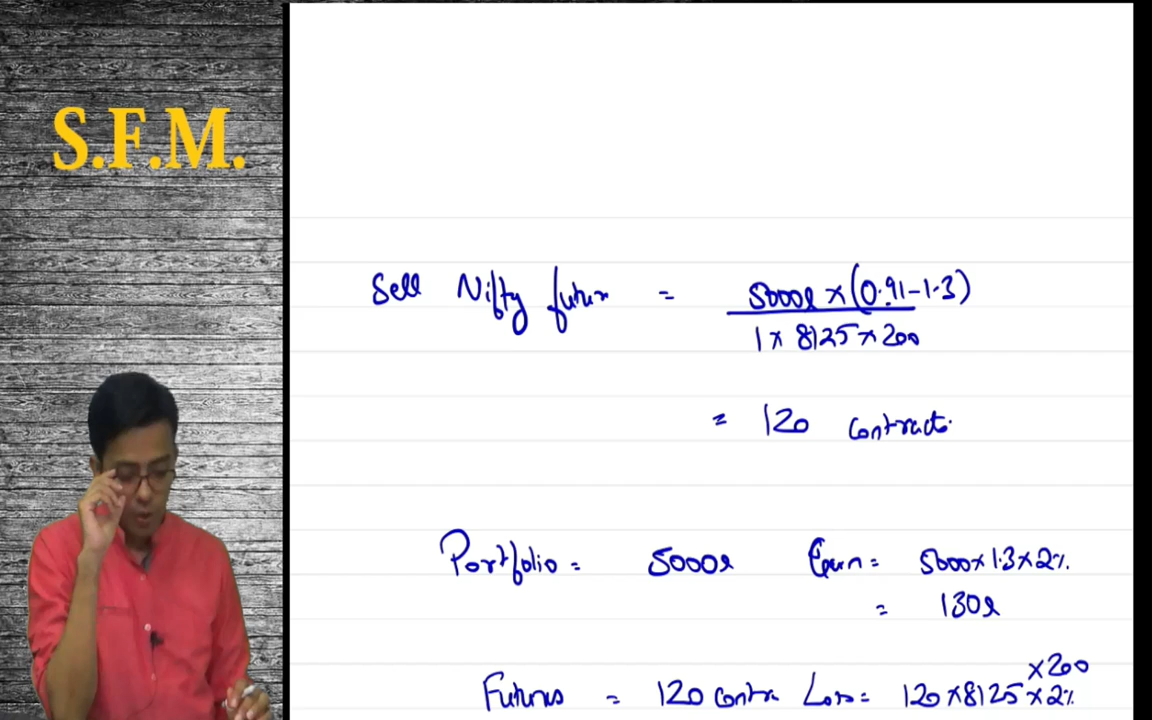 S.F.M.
Sell Nifty future = 5000l × (0.91-1.3)
1 × 8125 × 200
= 120 contracts.
Portfolio = 5000l Gain = 5000×1.3×2%.
= 130l
×200
Futures = 120 contra Loss = 120×8125×2%